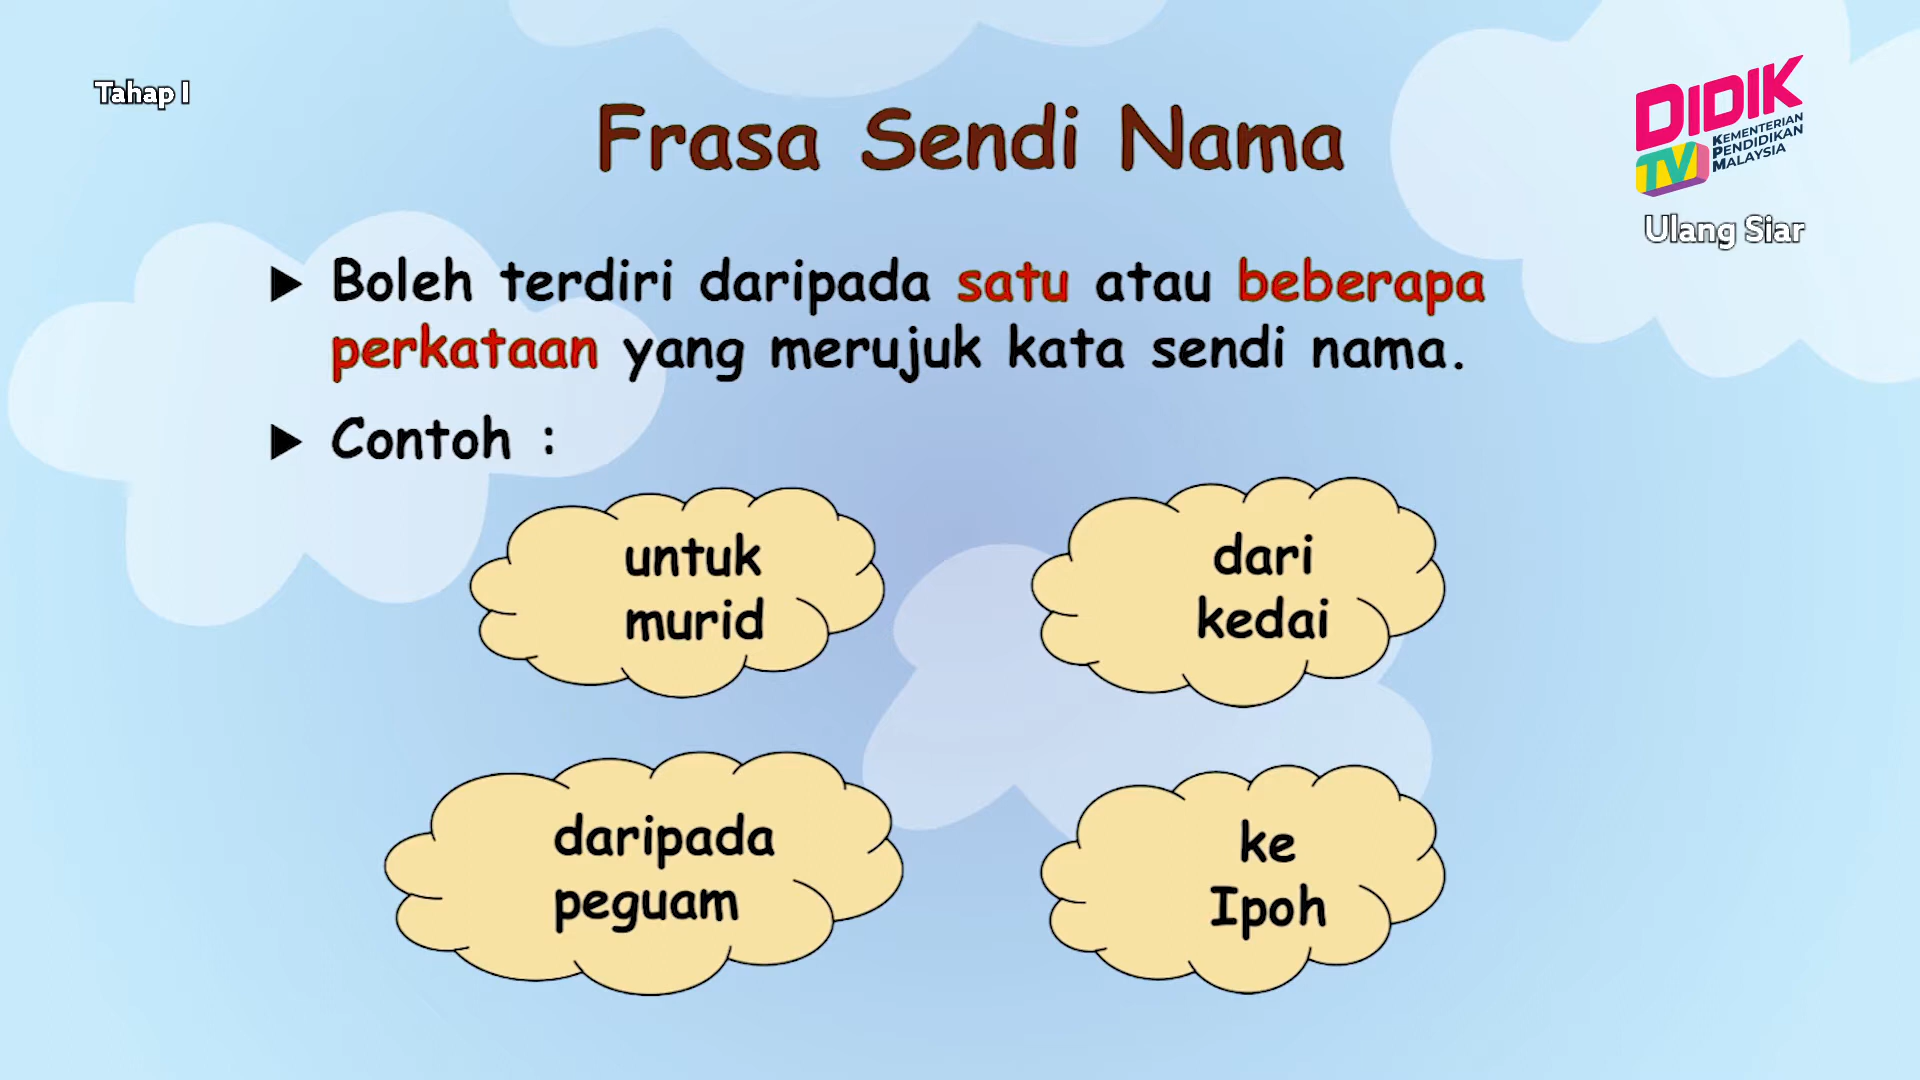 Tahap I
Frasa Sendi Nama
DIDIK
TV
KEMENTERIAN
PENDIDIKAN
MALAYSIA
Ulang Siar
▶ Boleh terdiri daripada satu atau beberapa
perkataan yang merujuk kata sendi nama.
▶ Contoh :
untuk
murid
dari
kedai
daripada
peguam
ke
Ipoh